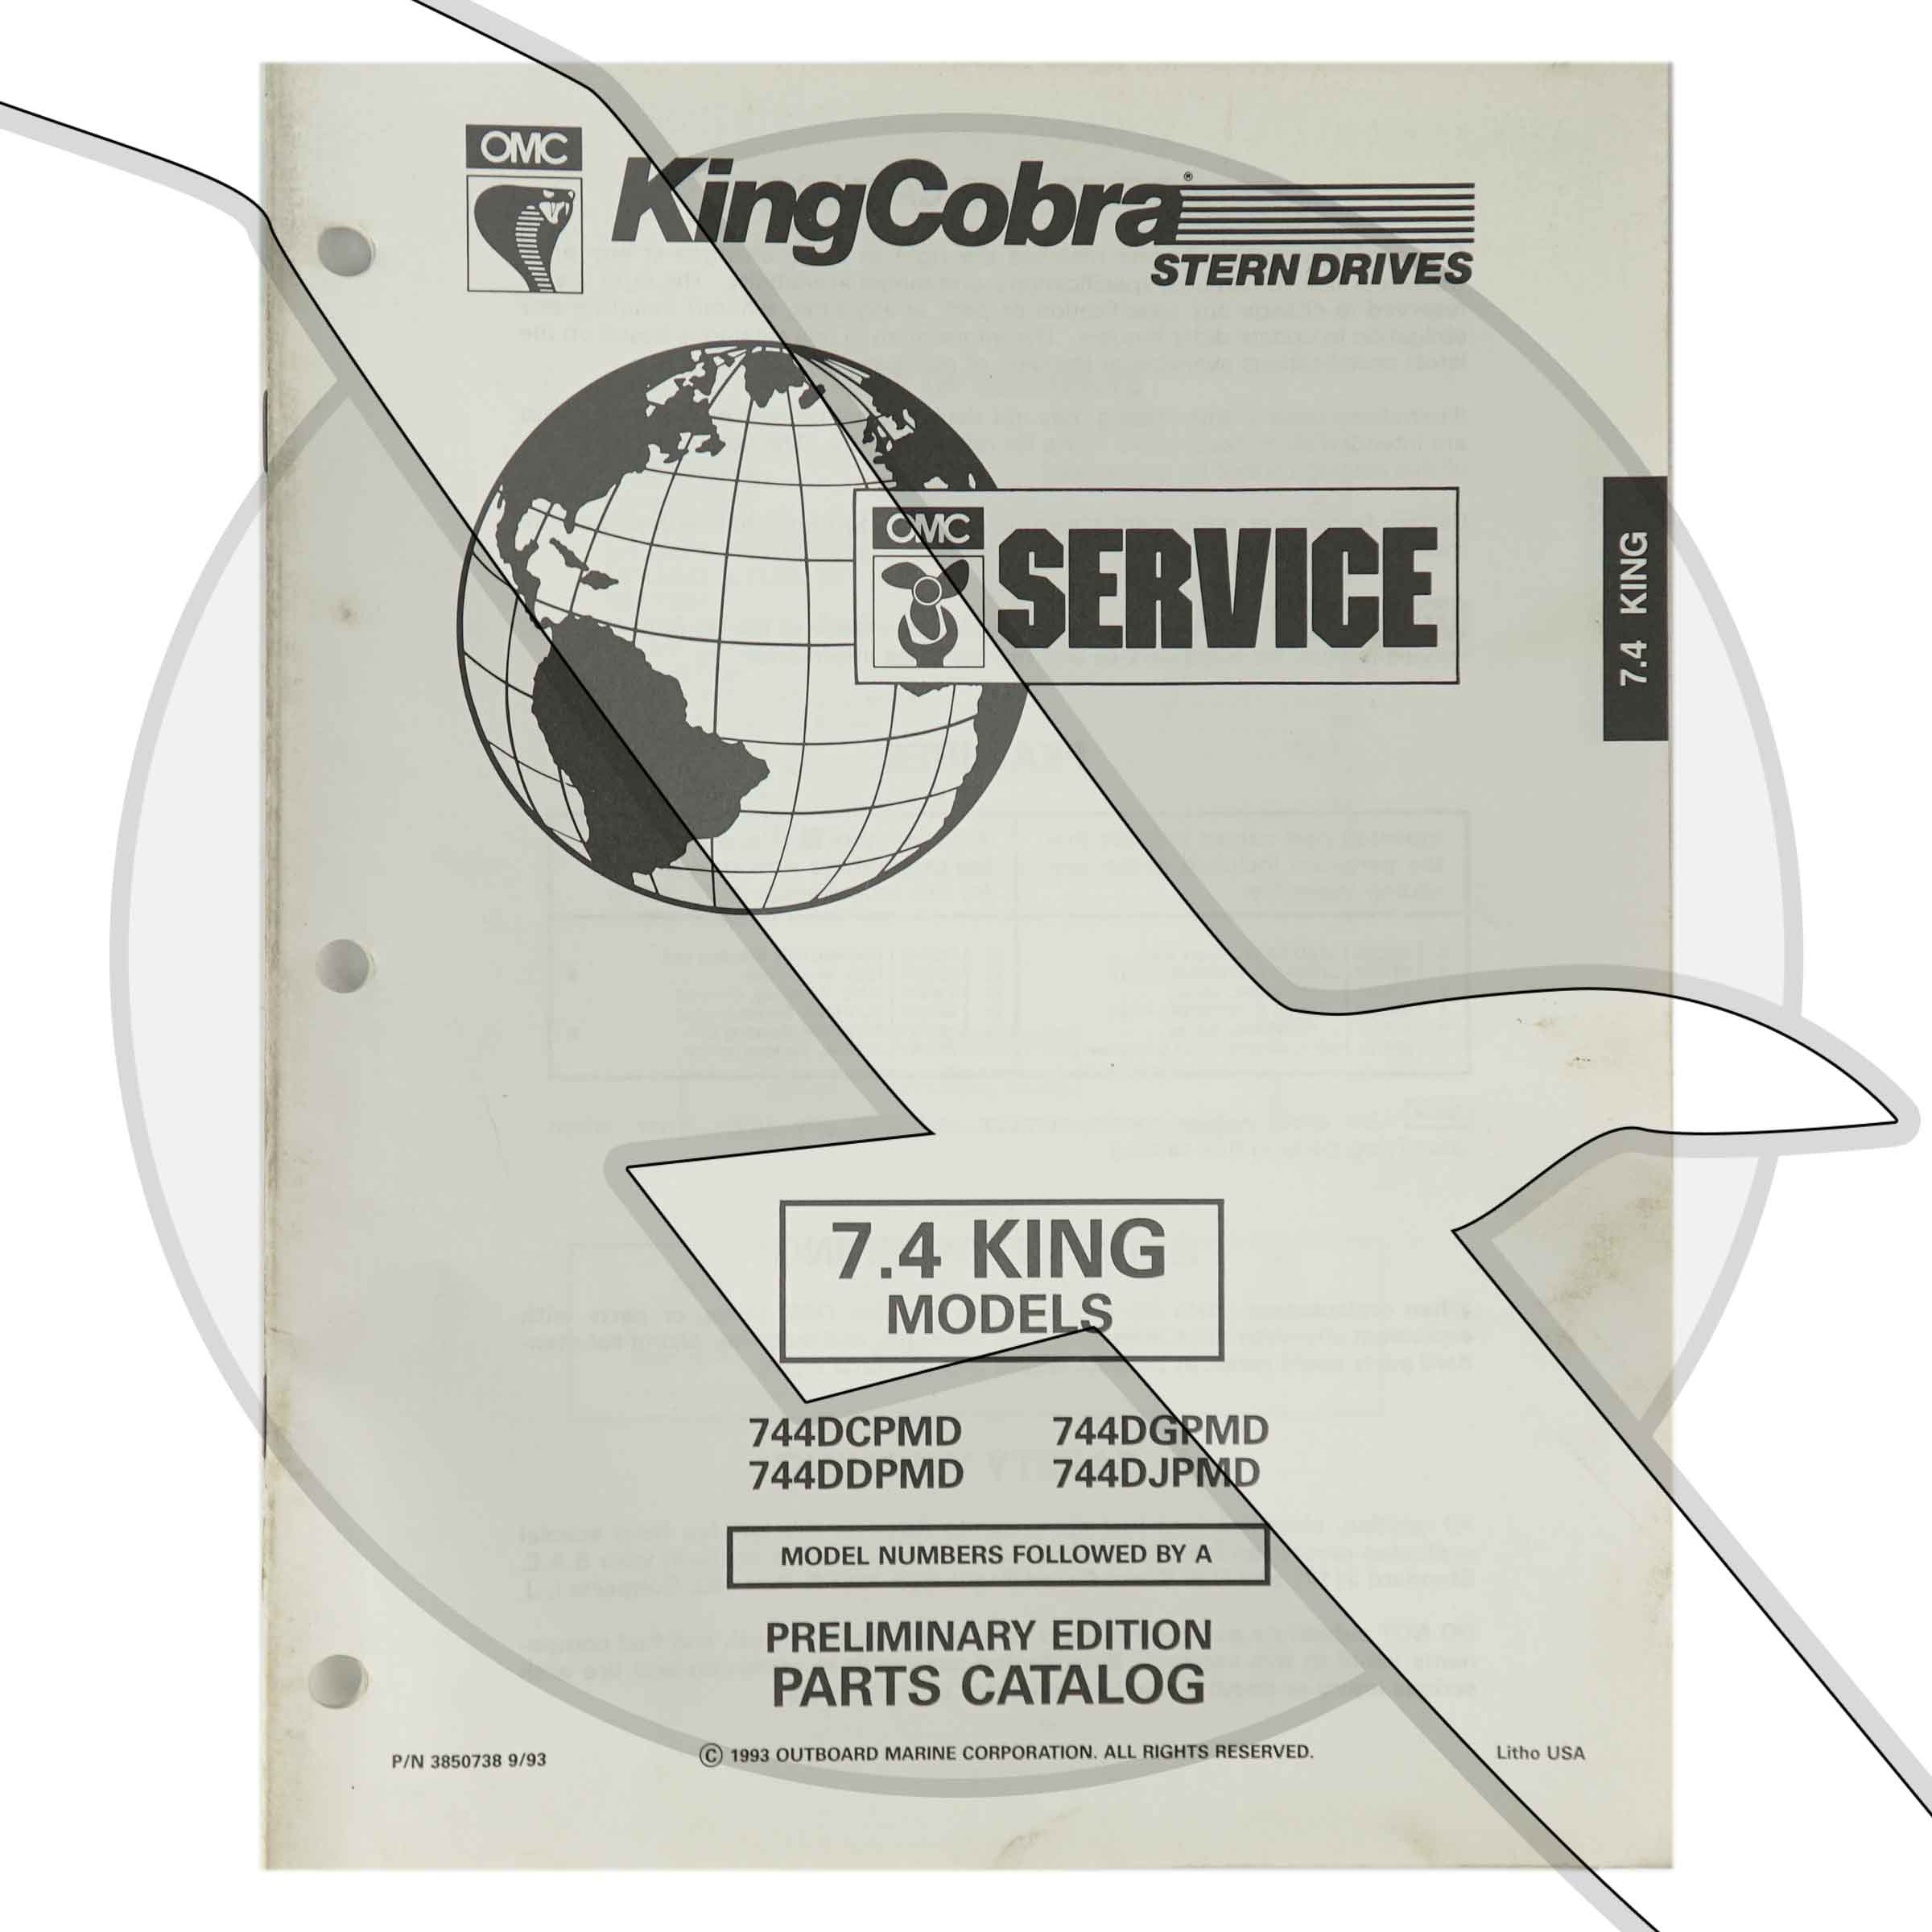 OMC
KingCobra®
STERN DRIVES
OMC
SERVICE
7.4 KING
7.4 KING
MODELS
744DCPMD 744DGPMD
744DDPMD 744DJPMD
MODEL NUMBERS FOLLOWED BY A
PRELIMINARY EDITION
PARTS CATALOG
P/N 3850738 9/93
© 1993 OUTBOARD MARINE CORPORATION. ALL RIGHTS RESERVED.
Litho USA